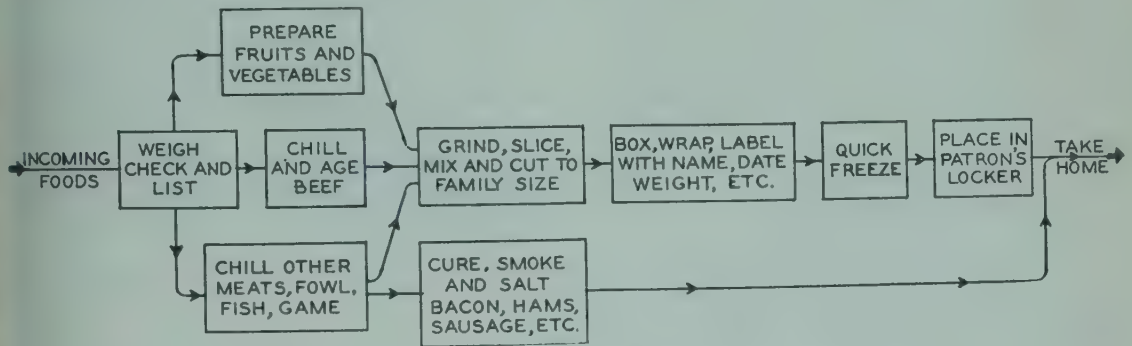 INCOMING
FOODS
WEIGH
CHECK AND
LIST
PREPARE
FRUITS AND
VEGETABLES
CHILL
AND AGE
BEEF
CHILL OTHER
MEATS, FOWL,
FISH, GAME
GRIND, SLICE,
MIX AND CUT TO
FAMILY SIZE
CURE, SMOKE
AND SALT
BACON, HAMS,
SAUSAGE, ETC.
BOX, WRAP, LABEL
WITH NAME, DATE
WEIGHT, ETC.
QUICK
FREEZE
PLACE IN
PATRON'S
LOCKER
TAKE
HOME